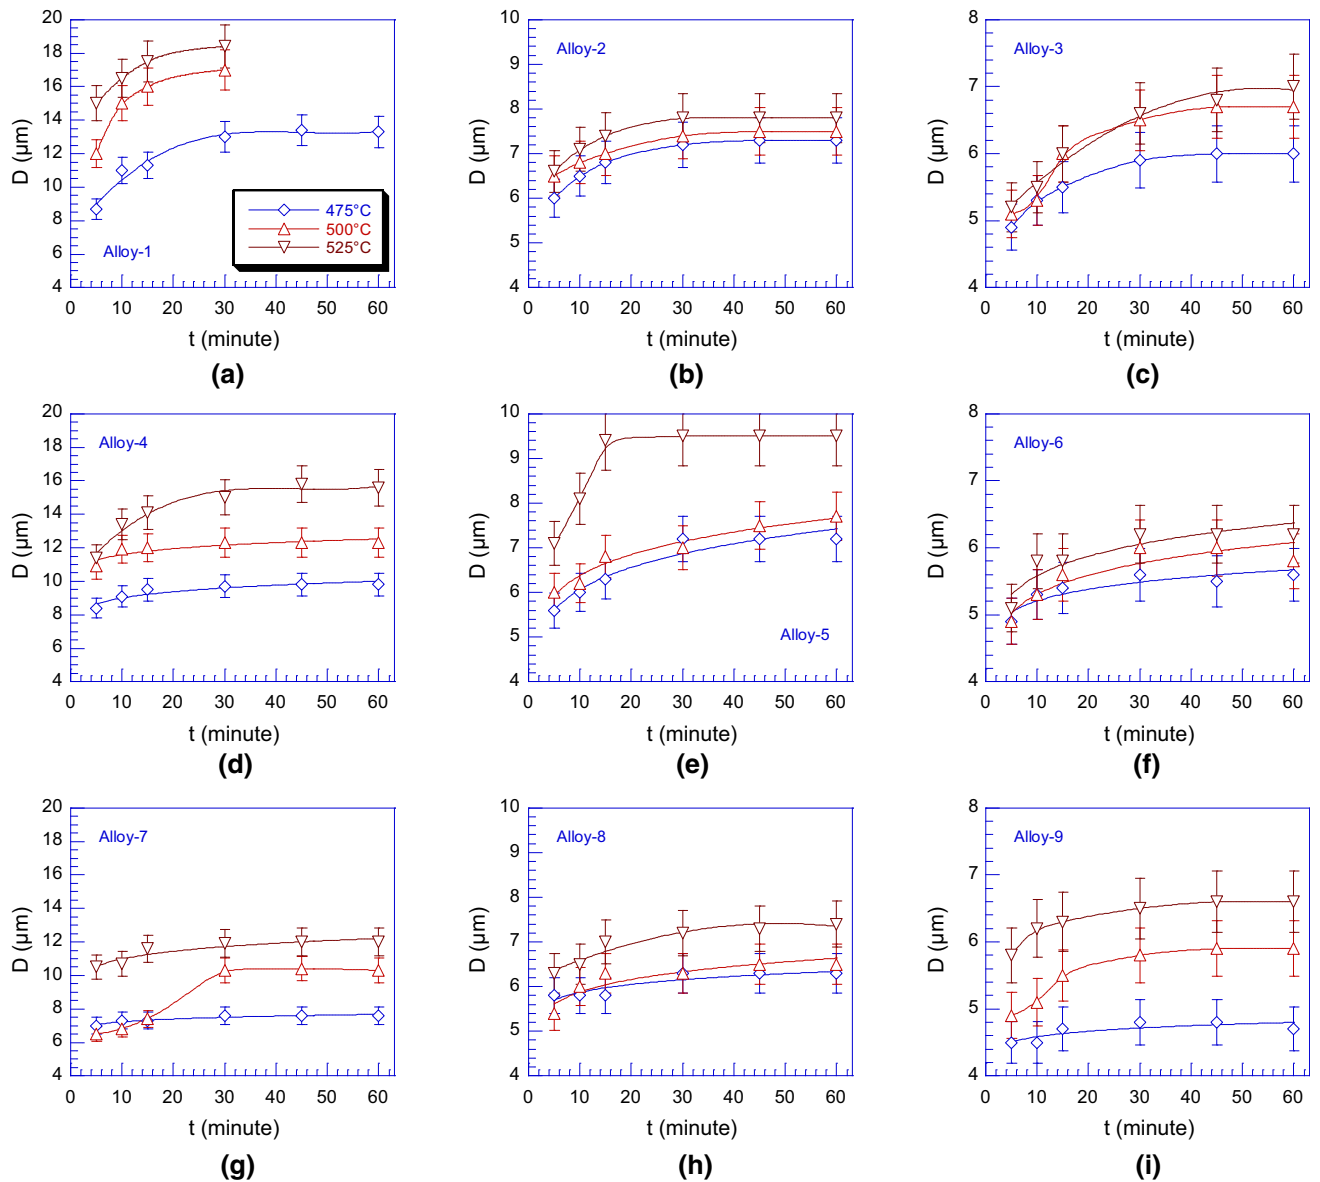 20
18
16
14
12
10
8
6
4
D (µm)
Alloy-1
475°C
500°C
525°C
0 10 20 30 40 50 60
t (minute)
(a)
10
9
8
7
6
5
4
D (µm)
Alloy-2
0 10 20 30 40 50 60
t (minute)
(b)
8
7
6
5
4
D (µm)
Alloy-3
0 10 20 30 40 50 60
t (minute)
(c)
20
18
16
14
12
10
8
6
4
D (µm)
Alloy-4
0 10 20 30 40 50 60
t (minute)
(d)
10
9
8
7
6
5
4
D (µm)
Alloy-5
0 10 20 30 40 50 60
t (minute)
(e)
8
7
6
5
4
D (µm)
Alloy-6
0 10 20 30 40 50 60
t (minute)
(f)
20
18
16
14
12
10
8
6
4
D (µm)
Alloy-7
0 10 20 30 40 50 60
t (minute)
(g)
10
9
8
7
6
5
4
D (µm)
Alloy-8
0 10 20 30 40 50 60
t (minute)
(h)
8
7
6
5
4
D (µm)
Alloy-9
0 10 20 30 40 50 60
t (minute)
(i)